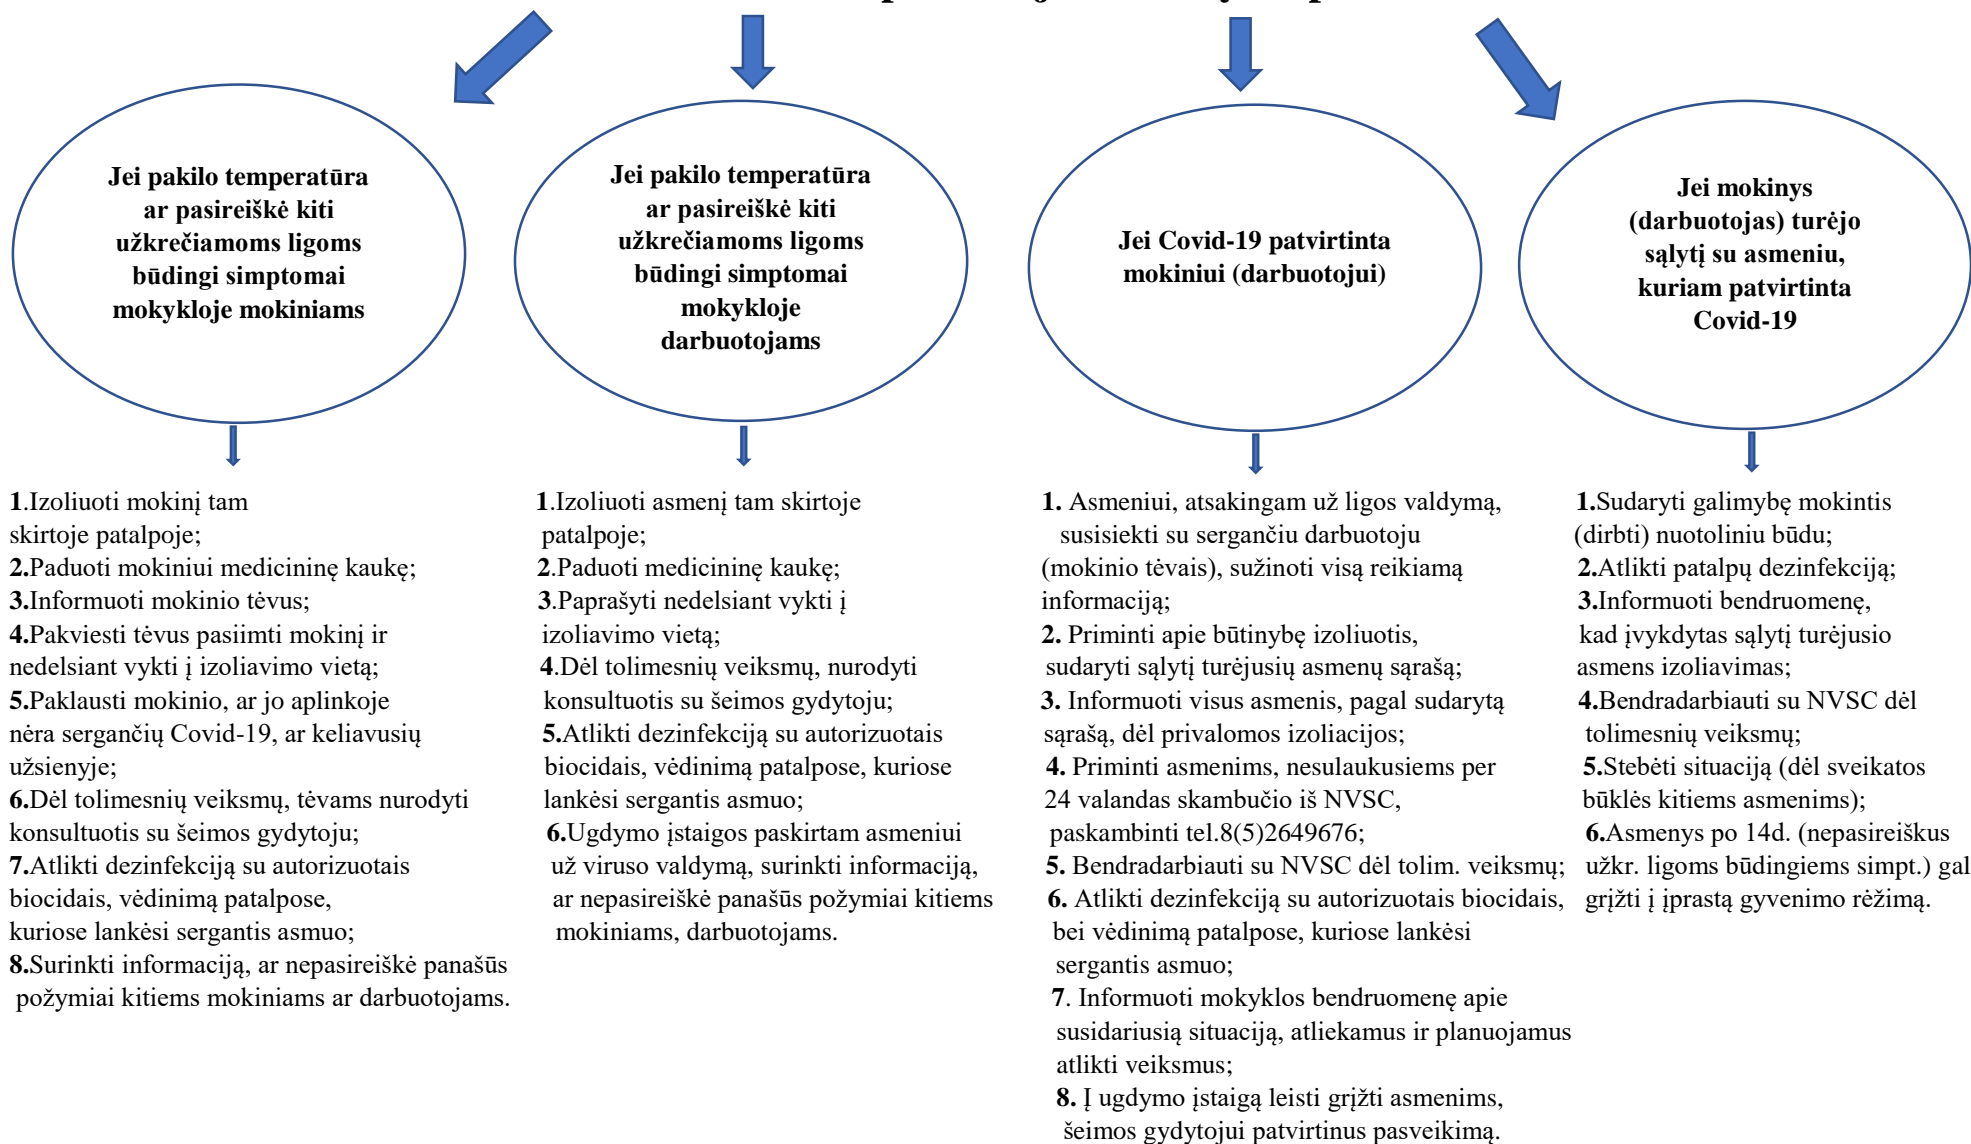 Jei pakilo temperatūra
ar pasireiškė kiti
užkrečiamoms ligoms
būdingi simptomai
mokykloje mokiniams
Jei pakilo temperatūra
ar pasireiškė kiti
užkrečiamoms ligoms
būdingi simptomai
mokykloje
darbuotojams
Jei Covid-19 patvirtinta
mokiniui (darbuotojui)
Jei mokinys
(darbuotojas) turėjo
sąlytį su asmeniu,
kuriam patvirtinta
Covid-19
1.Izoliuoti mokinį tam
skirtoje patalpoje;
2.Paduoti mokiniui medicininę kaukę;
3.Informuoti mokinio tėvus;
4.Pakviesti tėvus pasiimti mokinį ir
nedelsiant vykti į izoliavimo vietą;
5.Paklausti mokinio, ar jo aplinkoje
nėra sergančių Covid-19, ar keliavusių
užsienyje;
6.Dėl tolimesnių veiksmų, tėvams nurodyti
konsultuotis su šeimos gydytoju;
7.Atlikti dezinfekciją su autorizuotais
biocidais, vėdinimą patalpose,
kuriose lankėsi sergantis asmuo;
8.Surinkti informaciją, ar nepasireiškė panašūs
požymiai kitiems mokiniams ar darbuotojams.
1.Izoliuoti asmenį tam skirtoje
patalpoje;
2.Paduoti medicininę kaukę;
3.Paprašyti nedelsiant vykti į
izoliavimo vietą;
4.Dėl tolimesnių veiksmų, nurodyti
konsultuotis su šeimos gydytoju;
5.Atlikti dezinfekciją su autorizuotais
biocidais, vėdinimą patalpose, kuriose
lankėsi sergantis asmuo;
6.Ugdymo įstaigos paskirtam asmeniui
už viruso valdymą, surinkti informaciją,
ar nepasireiškė panašūs požymiai kitiems
mokiniams, darbuotojams.
1. Asmeniui, atsakingam už ligos valdymą,
susisiekti su sergančiu darbuotoju
(mokinio tėvais), sužinoti visą reikiamą
informaciją;
2. Priminti apie būtinybę izoliuotis,
sudaryti sąlytį turėjusių asmenų sąrašą;
3. Informuoti visus asmenis, pagal sudarytą
sąrašą, dėl privalomos izoliacijos;
4. Priminti asmenims, nesulaukusiems per
24 valandas skambučio iš NVSC,
paskambinti tel.8(5)2649676;
5. Bendradarbiauti su NVSC dėl tolim. veiksmų;
6. Atlikti dezinfekciją su autorizuotais biocidais,
bei vėdinimą patalpose, kuriose lankėsi
sergantis asmuo;
7. Informuoti mokyklos bendruomenę apie
susidariusią situaciją, atliekamus ir planuojamus
atlikti veiksmus;
8. Į ugdymo įstaigą leisti grįžti asmenims,
šeimos gydytojui patvirtinus pasveikimą.
1.Sudaryti galimybę mokintis
(dirbti) nuotoliniu būdu;
2.Atlikti patalpų dezinfekciją;
3.Informuoti bendruomenę,
kad įvykdytas sąlytį turėjusio
asmens izoliavimas;
4.Bendradarbiauti su NVSC dėl
tolimesnių veiksmų;
5.Stebėti situaciją (dėl sveikatos
būklės kitiems asmenims);
6.Asmenys po 14d. (nepasireiškus
užkr. ligoms būdingiems simpt.) gal
grįžti į įprastą gyvenimo rėžimą.